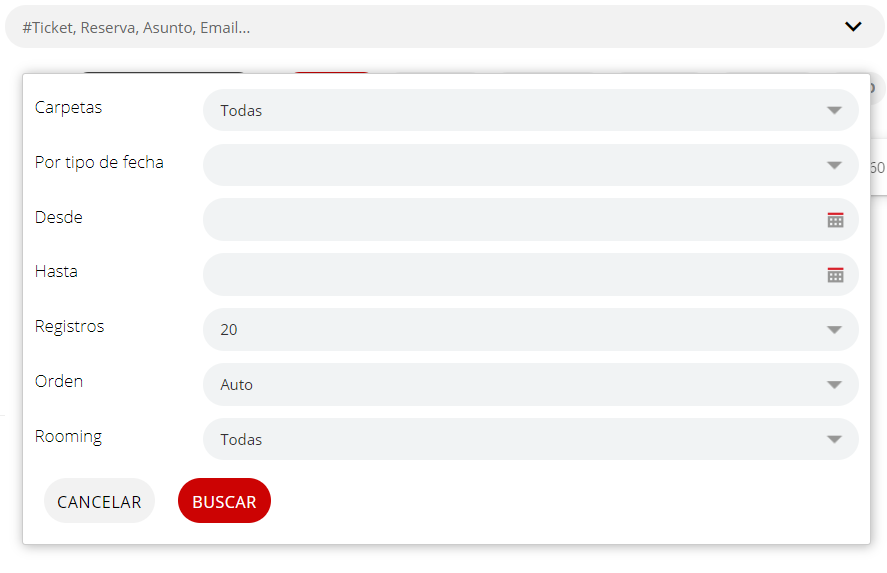 #Ticket, Reserva, Asunto, Email...
Carpetas
Todas
Por tipo de fecha
60
Desde
Hasta
Registros
20
Orden
Auto
Rooming
Todas
CANCELAR
BUSCAR